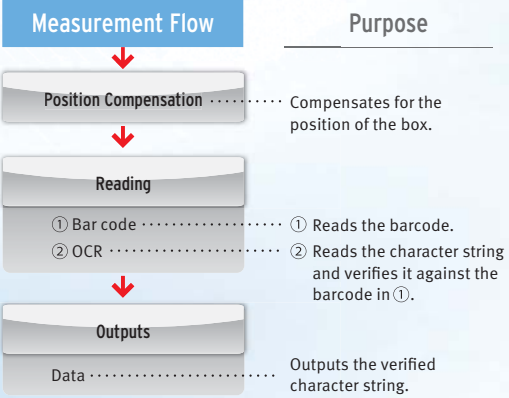 Measurement Flow Purpose
Position Compensation ·········· Compensates for the
position of the box.
Reading
① Bar code ·················· ① Reads the barcode.
② OCR ····················· ② Reads the character string
and verifies it against the
barcode in ①.
Outputs
Data ······················· Outputs the verified
character string.